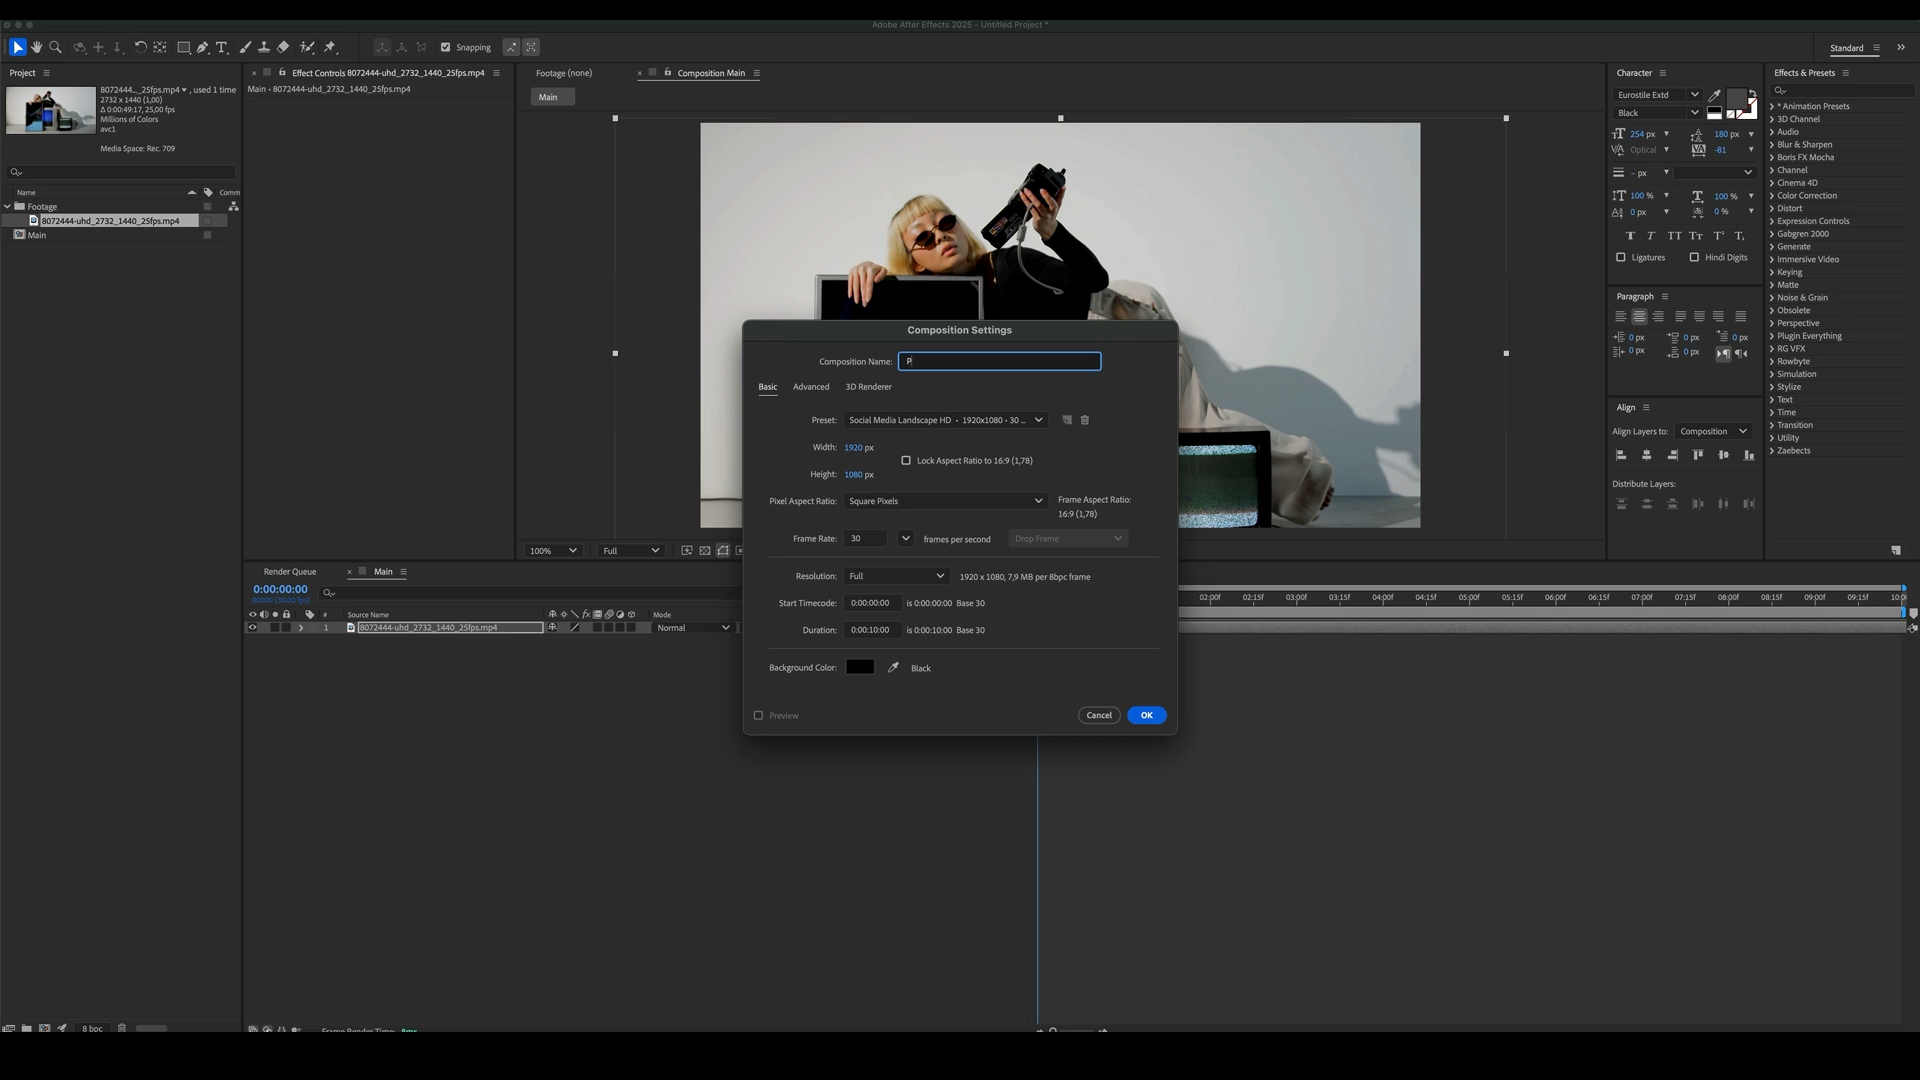 Adobe After Effects 2025 - Untitled Project *
Snapping
Standard
Project
8072444..._25fps.mp4 ▾ , used 1 time
2732 x 1440 (1,00)
Δ 0:00:49:17, 25,00 fps
Millions of Colors
avc1
Media Space: Rec. 709
Name
Comm
Footage
8072444-uhd_2732_1440_25fps.mp4
Main
8 bpc
Effect Controls 8072444-uhd_2732_1440_25fps.mp4
Main • 8072444-uhd_2732_1440_25fps.mp4
Footage (none)
Composition Main
Main
100%
Full
Composition Settings
Composition Name: P
Basic
Advanced
3D Renderer
Preset: Social Media Landscape HD • 1920x1080 • 30 ...
Width: 1920 px
Lock Aspect Ratio to 16:9 (1,78)
Height: 1080 px
Pixel Aspect Ratio: Square Pixels
Frame Aspect Ratio:
16:9 (1,78)
Frame Rate: 30 frames per second Drop Frame
Resolution: Full 1920 x 1080, 7,9 MB per 8bpc frame
Start Timecode: 0:00:00:00 is 0:00:00:00 Base 30
Duration: 0:00:10:00 is 0:00:10:00 Base 30
Background Color: Black
Preview
Cancel
OK
Render Queue
Main
0:00:00:00
00000 (30.00 fps)
# Source Name
Mode
1 8072444-uhd_2732_1440_25fps.mp4
Normal
02:00f 02:15f 03:00f 03:15f 04:00f 04:15f 05:00f 05:15f 06:00f 06:15f 07:00f 07:15f 08:00f 08:15f 09:00f 09:15f
Frame Render Time: 8ms
Character
Eurostile Extd
Black
254 px
180 px
Optical
-81
- px
100 %
100 %
0 px
0 %
Ligatures
Hindi Digits
Paragraph
0 px
0 px
0 px
0 px
0 px
Align
Align Layers to: Composition
Distribute Layers:
Effects & Presets
* Animation Presets
3D Channel
Audio
Blur & Sharpen
Boris FX Mocha
Channel
Cinema 4D
Color Correction
Distort
Expression Controls
Gabgren 2000
Generate
Immersive Video
Keying
Matte
Noise & Grain
Obsolete
Perspective
Plugin Everything
RG VFX
Rowbyte
Simulation
Stylize
Text
Time
Transition
Utility
Zaebects